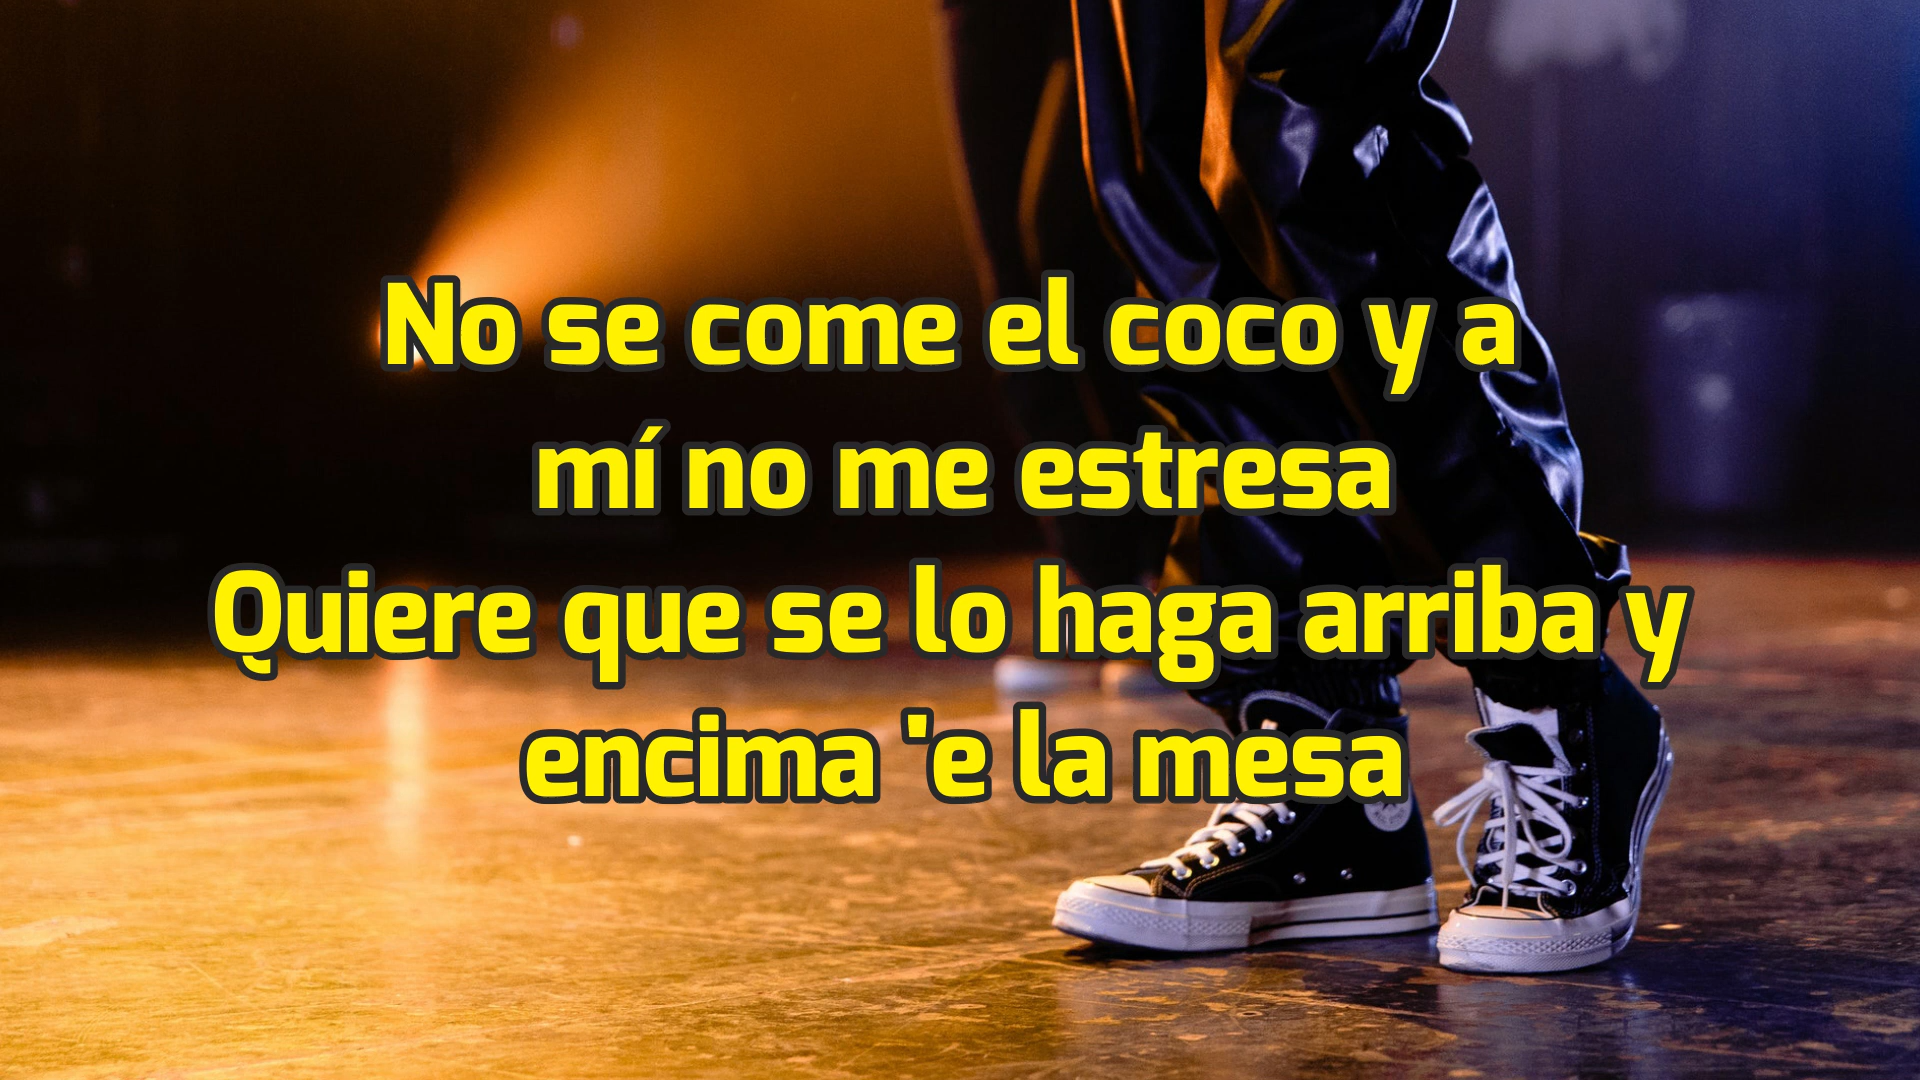 No se come el coco y a
mí no me estresa
Quiere que se lo haga arriba y
encima 'e la mesa